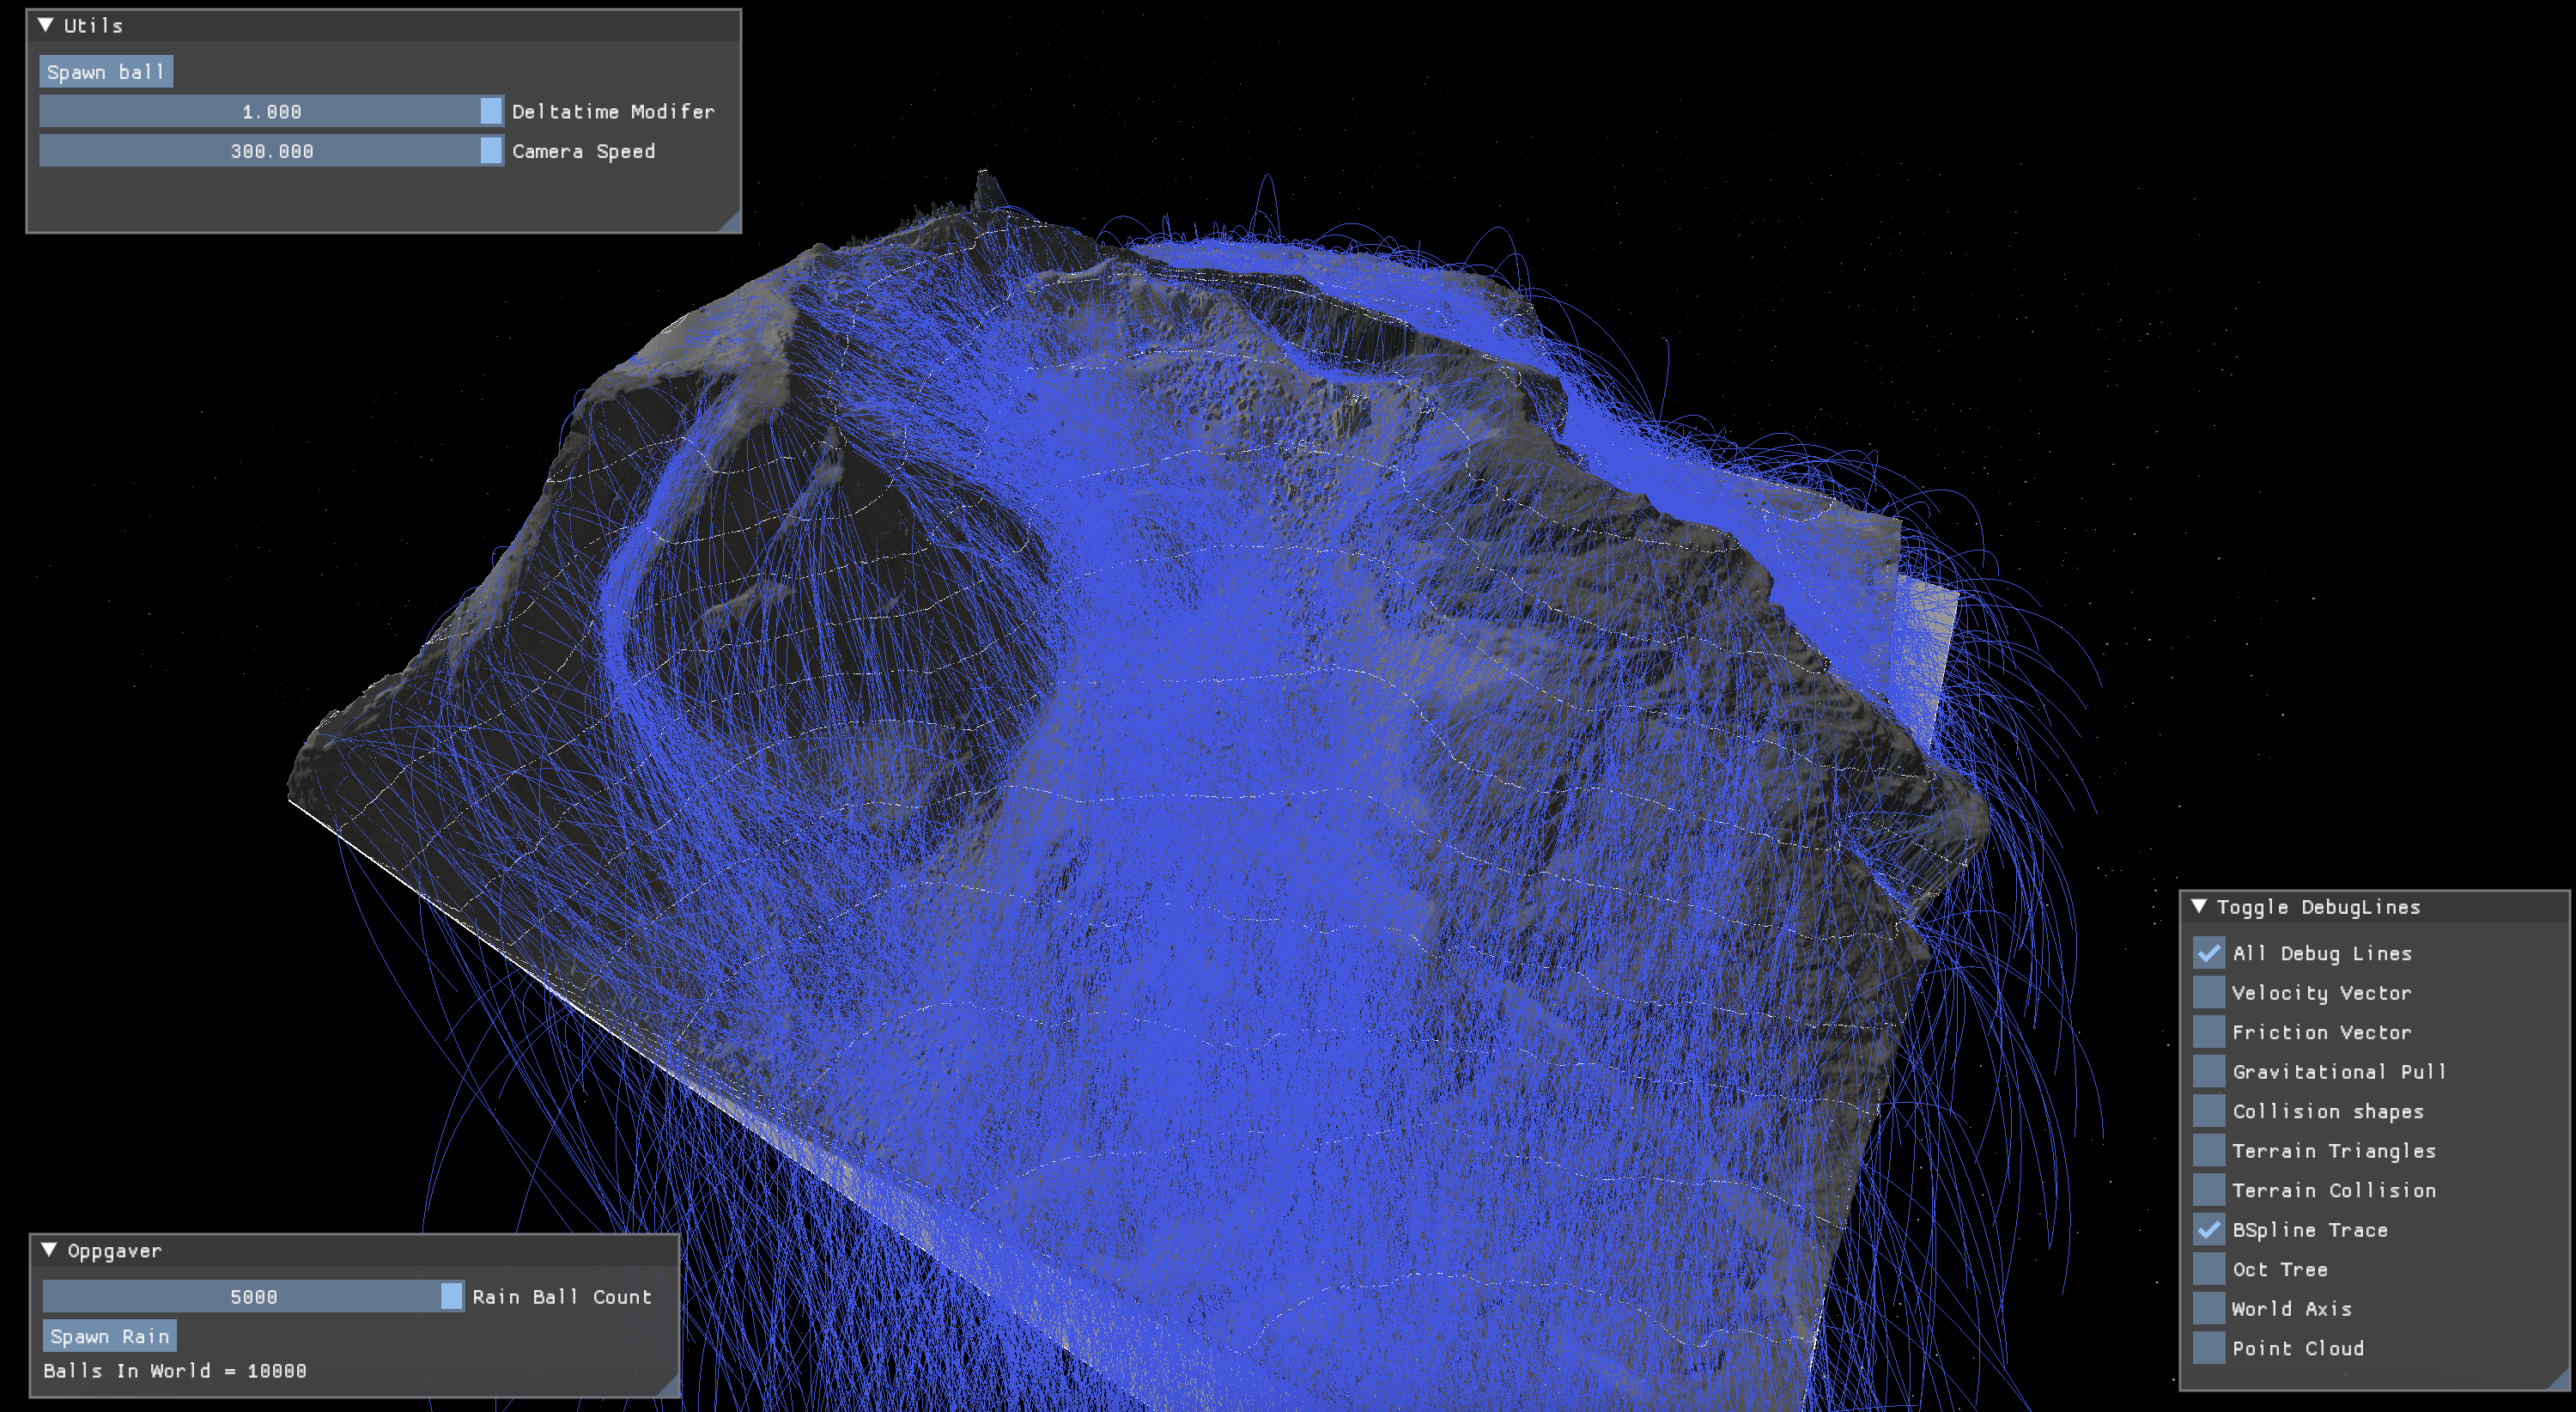 Utils
Spawn ball
1.000 Deltatime Modifer
300.000 Camera Speed
Oppgaver
5000 Rain Ball Count
Spawn Rain
Balls In World = 10000
Toggle DebugLines
All Debug Lines
Velocity Vector
Friction Vector
Gravitational Pull
Collision shapes
Terrain Triangles
Terrain Collision
BSpline Trace
Oct Tree
World Axis
Point Cloud